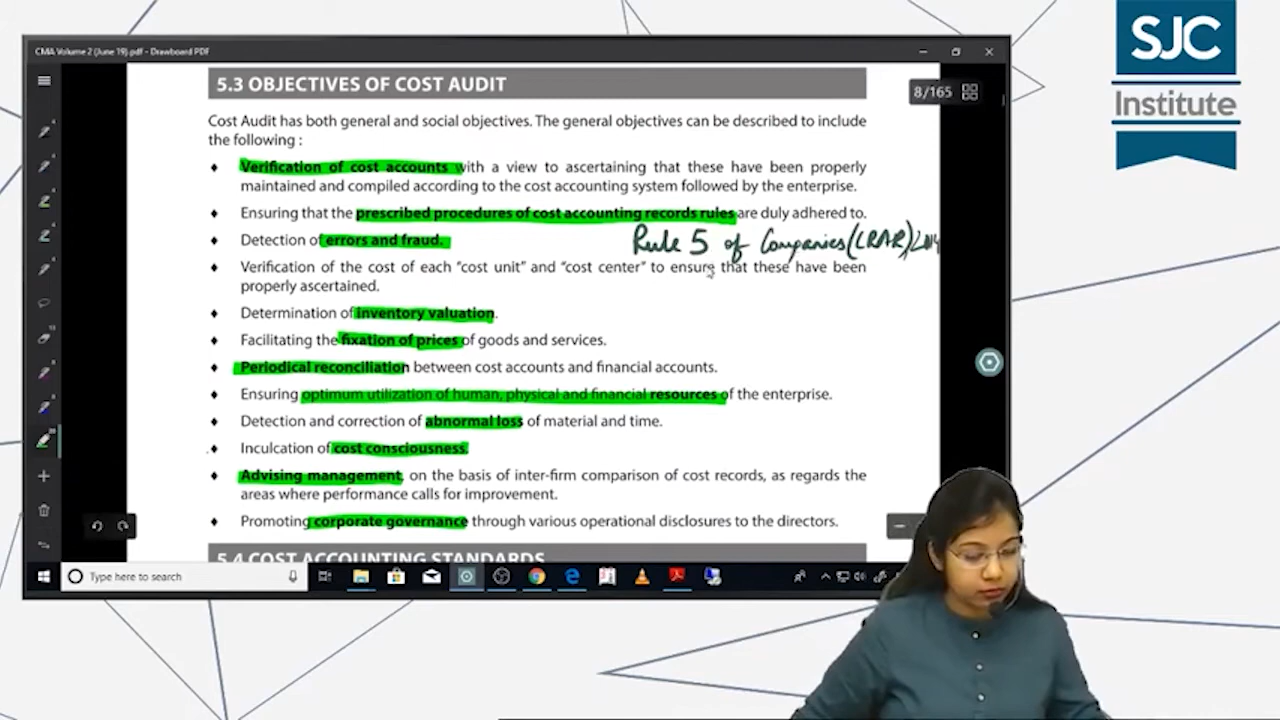 SJC
Institute
CMA Volume 2 (June 19).pdf - Drawboard PDF
5.3 OBJECTIVES OF COST AUDIT
8/165
Cost Audit has both general and social objectives. The general objectives can be described to include
the following :
♦ Verification of cost accounts with a view to ascertaining that these have been properly
maintained and compiled according to the cost accounting system followed by the enterprise.
♦ Ensuring that the prescribed procedures of cost accounting records rules are duly adhered to.
♦ Detection of errors and fraud.
Rule 5 of Companies (CRAR), 2014
♦ Verification of the cost of each “cost unit” and “cost center” to ensure that these have been
properly ascertained.
♦ Determination of inventory valuation.
♦ Facilitating the fixation of prices of goods and services.
♦ Periodical reconciliation between cost accounts and financial accounts.
♦ Ensuring optimum utilization of human, physical and financial resources of the enterprise.
♦ Detection and correction of abnormal loss of material and time.
♦ Inculcation of cost consciousness.
♦ Advising management, on the basis of inter-firm comparison of cost records, as regards the
areas where performance calls for improvement.
♦ Promoting corporate governance through various operational disclosures to the directors.
5.4 COST ACCOUNTING STANDARDS
Type here to search